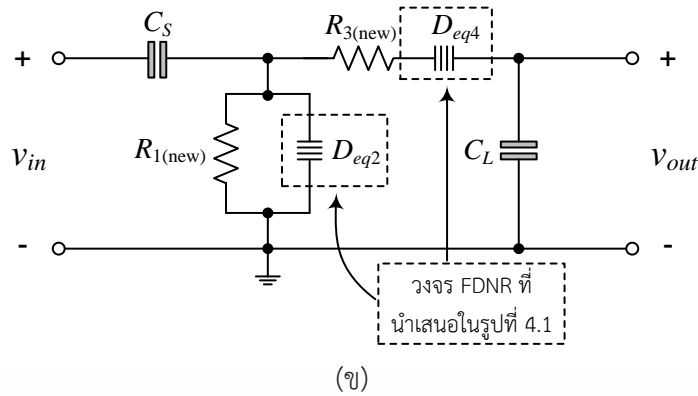 C_S
R_3(new)
D_eq4
+
+
v_in
R_1(new)
D_eq2
C_L
v_out
-
-
วงจร FDNR ที่
นำเสนอในรูปที่ 4.1
(ข)